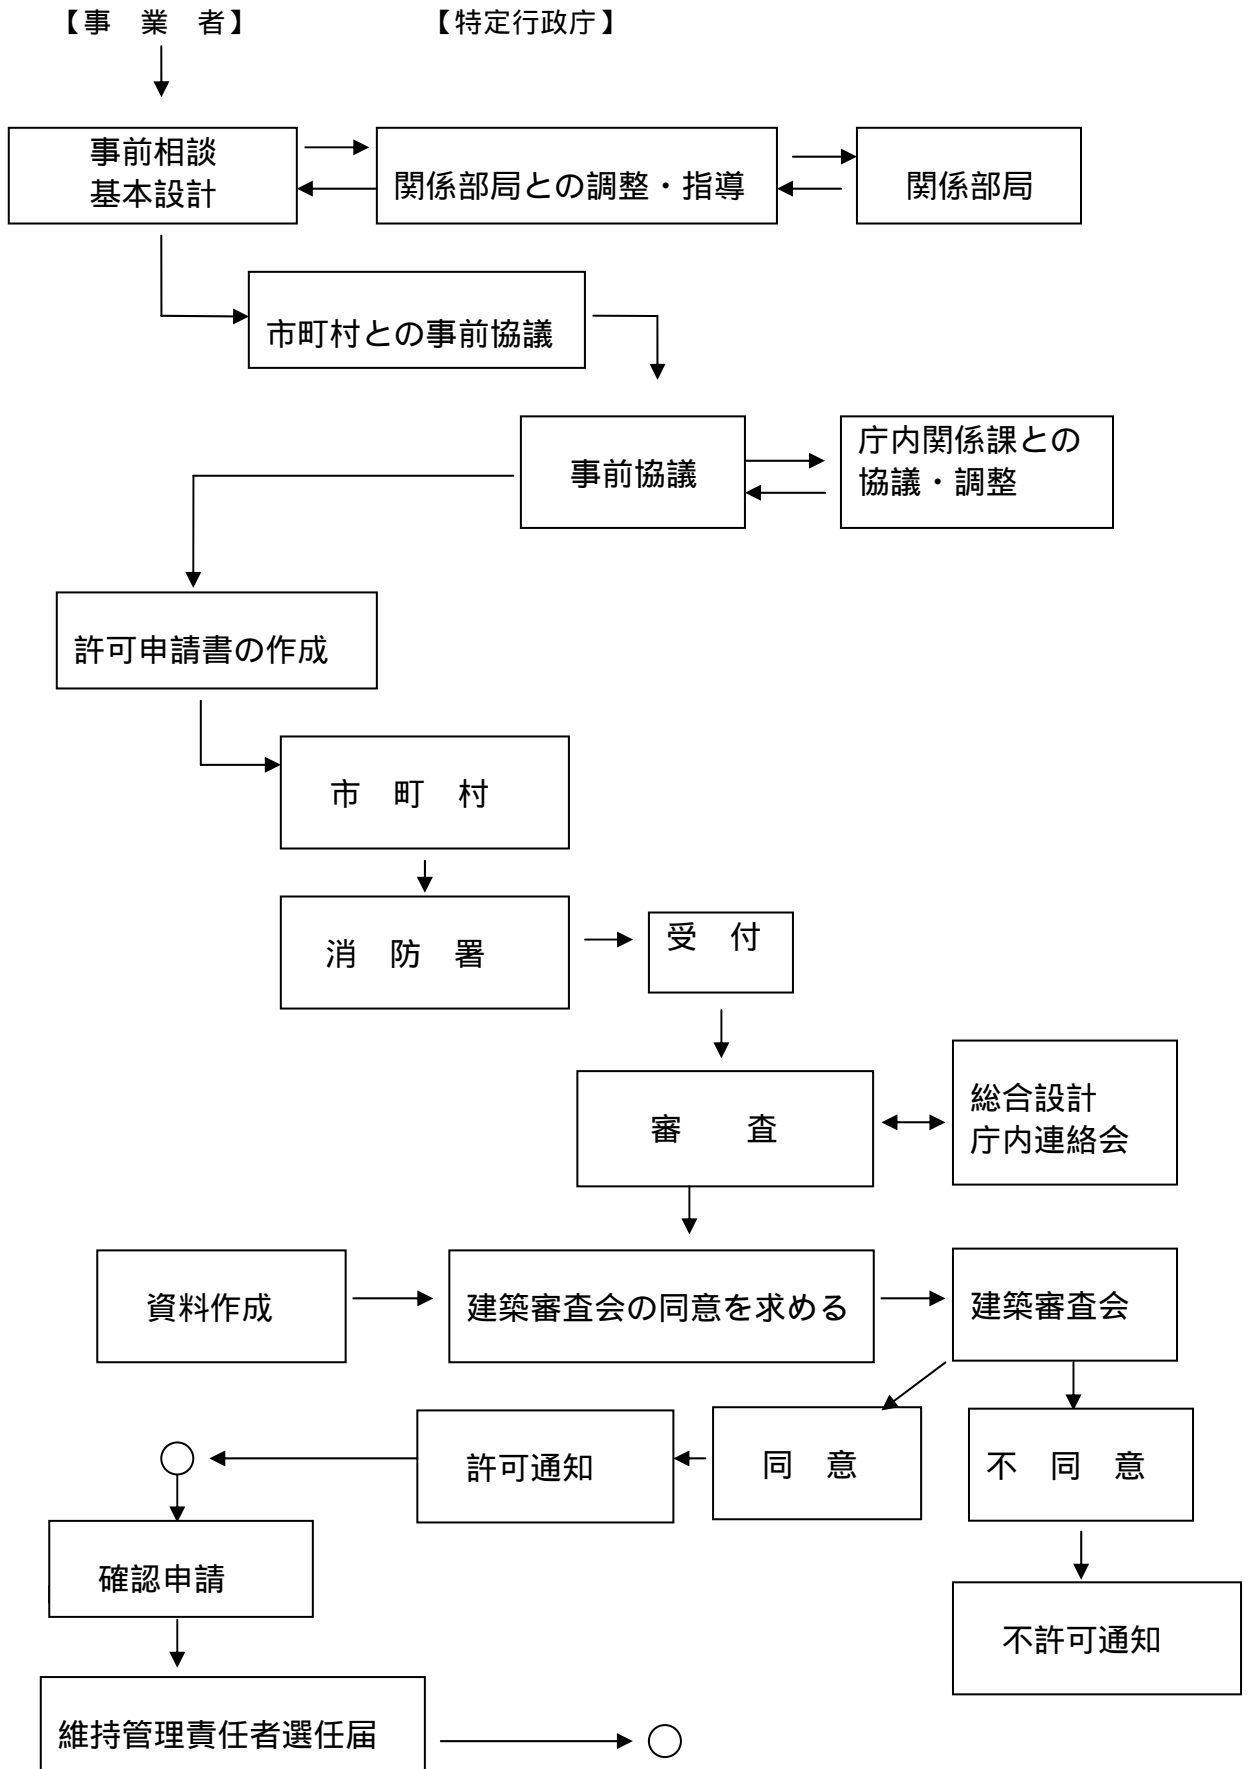 【事　業　者】
【特定行政庁】
事前相談
基本設計
関係部局との調整・指導
関係部局
市町村との事前協議
事前協議
庁内関係課との
協議・調整
許可申請書の作成
市　町　村
消　防　署
受　付
審　　査
総合設計
庁内連絡会
資料作成
建築審査会の同意を求める
建築審査会
許可通知
同　意
不　同　意
確認申請
不許可通知
維持管理責任者選任届